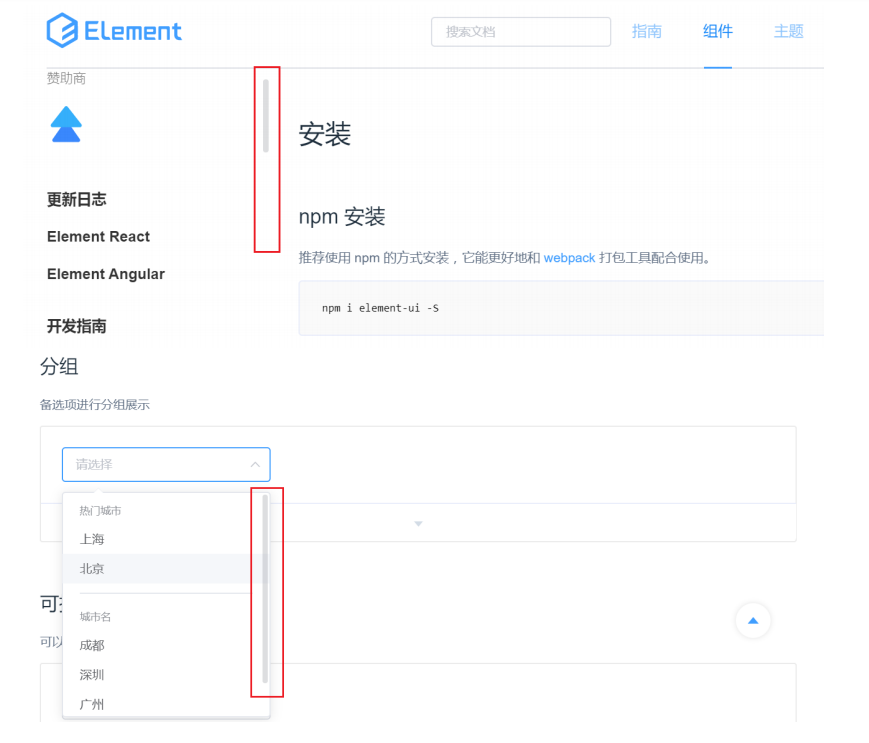 Element
搜索文档
指南
组件
主题
赞助商
安装
更新日志
npm 安装
Element React
推荐使用 npm 的方式安装，它能更好地和 webpack 打包工具配合使用。
Element Angular
npm i element-ui -S
开发指南
分组
备选项进行分组展示
请选择
热门城市
上海
北京
可
城市名
可以
成都
深圳
广州